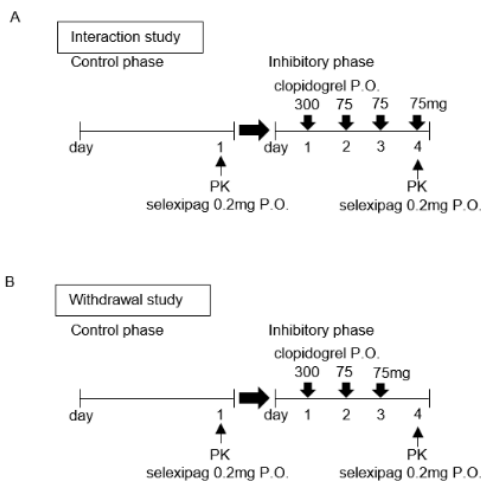 A
Interaction study
Control phase Inhibitory phase
clopidogrel P.O.
300 75 75 75mg
day 1 day 1 2 3 4
PK PK
selexipag 0.2mg P.O. selexipag 0.2mg P.O.
B
Withdrawal study
Control phase Inhibitory phase
clopidogrel P.O.
300 75 75mg
day 1 day 1 2 3 4
PK PK
selexipag 0.2mg P.O. selexipag 0.2mg P.O.